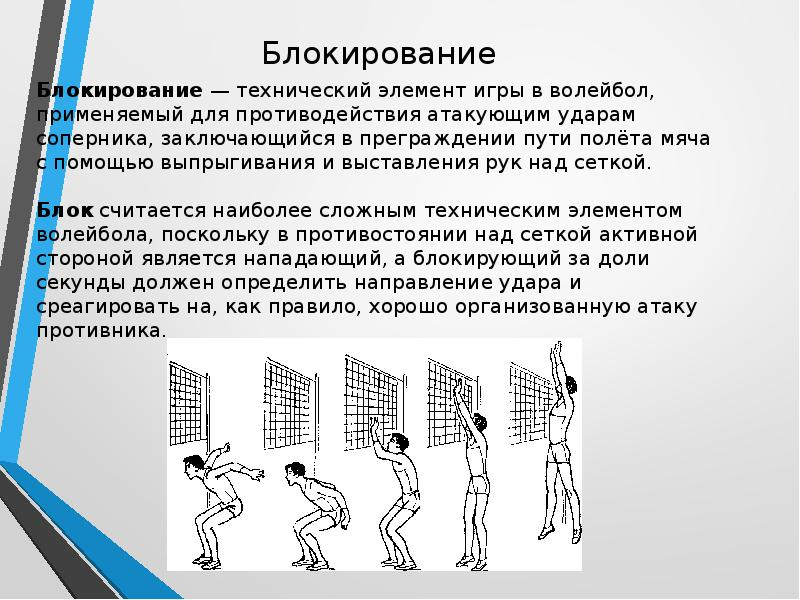 Блокирование
Блокирование — технический элемент игры в волейбол,
применяемый для противодействия атакующим ударам
соперника, заключающийся в преграждении пути полёта мяча
с помощью выпрыгивания и выставления рук над сеткой.
Блок считается наиболее сложным техническим элементом
волейбола, поскольку в противостоянии над сеткой активной
стороной является нападающий, а блокирующий за доли
секунды должен определить направление удара и
среагировать на, как правило, хорошо организованную атаку
противника.